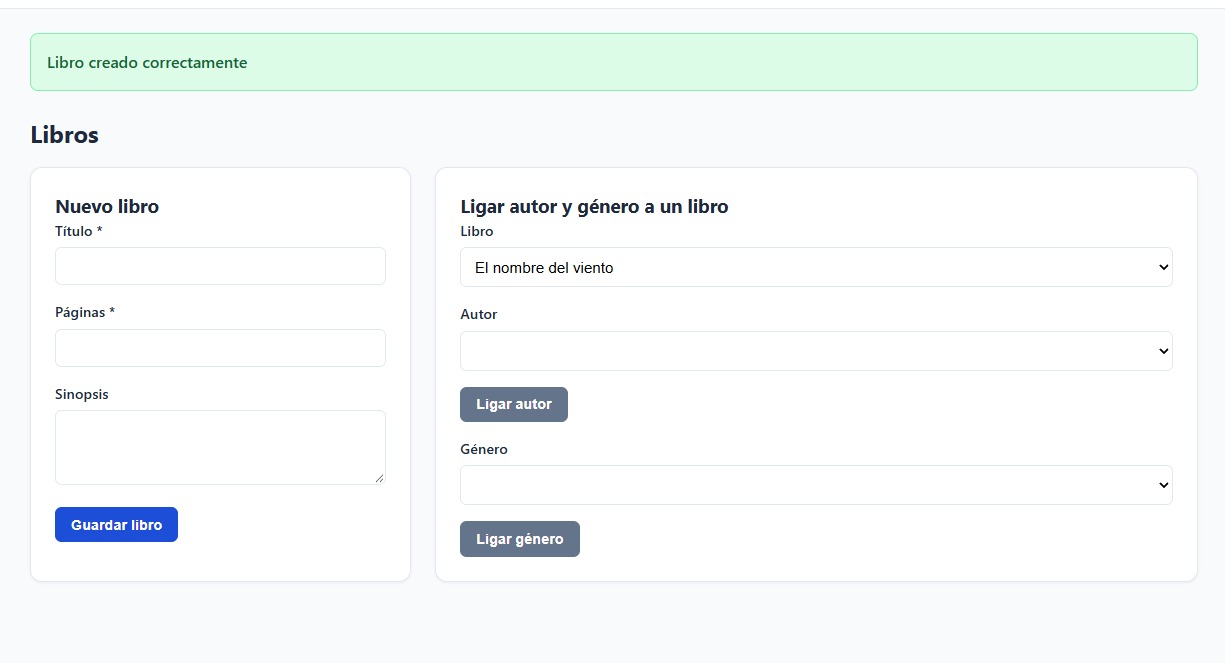 Libro creado correctamente
Libros
Nuevo libro
Título *
Páginas *
Sinopsis
Guardar libro
Ligar autor y género a un libro
Libro
El nombre del viento
Autor
Ligar autor
Género
Ligar género